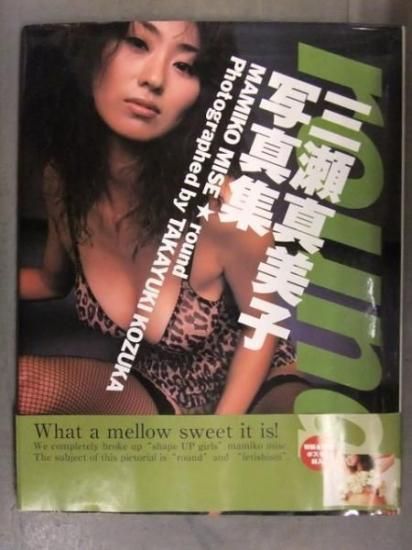 round
三瀬真美子
写真集
MAMIKO MISE★round
Photographed by TAKAYUKI KOZUKA
What a mellow sweet it is!
We completely broke up "shape UP girls" mamiko mise.
The subject of this pictorial is "round" and "fetishism".